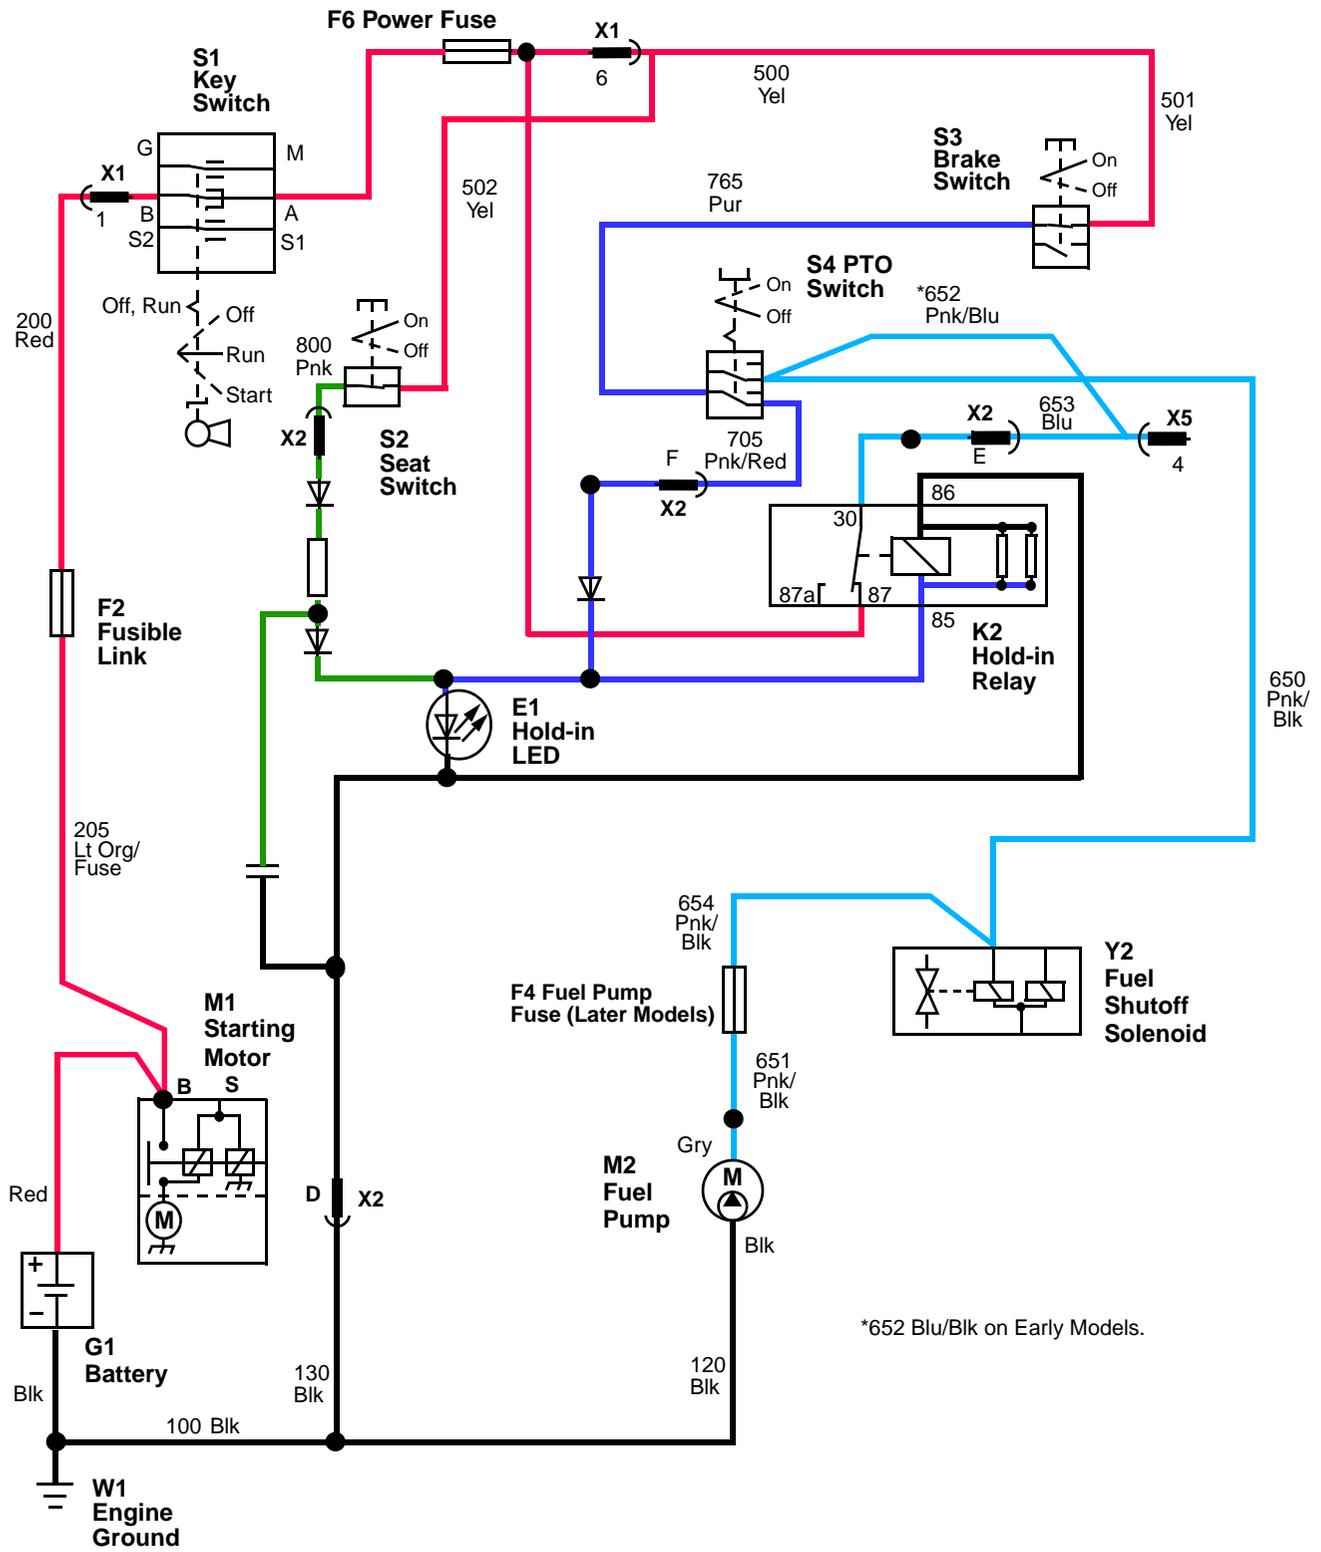 F6 Power Fuse
X1
6
S1
Key
Switch
500
Yel
501
Yel
G
M
X1
1
B
A
S2
S1
S3
Brake
Switch
On
Off
502
Yel
765
Pur
S4 PTO
Switch
On
Off
*652
Pnk/Blu
Off, Run
Off
Run
Start
200
Red
On
Off
800
Pnk
X2
S2
Seat
Switch
653
Blu
X2
E
X5
4
705
Pnk/Red
F
X2
86
30
87a
87
85
K2
Hold-in
Relay
F2
Fusible
Link
650
Pnk/
Blk
E1
Hold-in
LED
205
Lt Org/
Fuse
654
Pnk/
Blk
Y2
Fuel
Shutoff
Solenoid
F4 Fuel Pump
Fuse (Later Models)
M1
Starting
Motor
B
S
M
651
Pnk/
Blk
Gry
M2
Fuel
Pump
M
Blk
Red
D
X2
+
−
G1
Battery
Blk
130
Blk
120
Blk
*652 Blu/Blk on Early Models.
100 Blk
W1
Engine
Ground